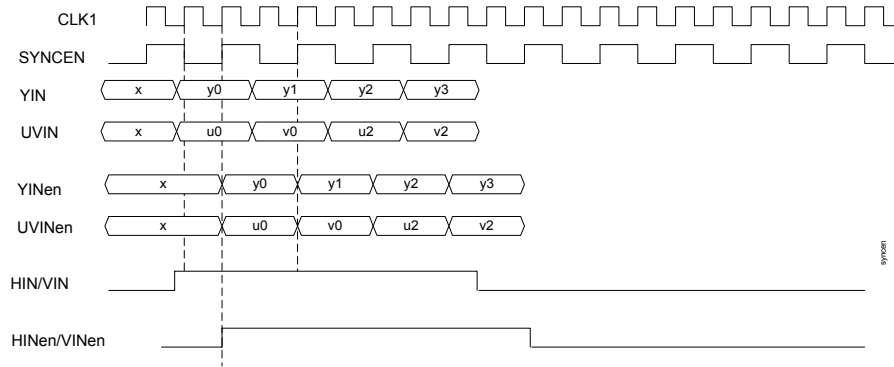 CLK1
SYNCEN
YIN x y0 y1 y2 y3
UVIN x u0 v0 u2 v2
YINen x y0 y1 y2 y3
UVINen x u0 v0 u2 v2
syncen
HIN/VIN
HINen/VINen